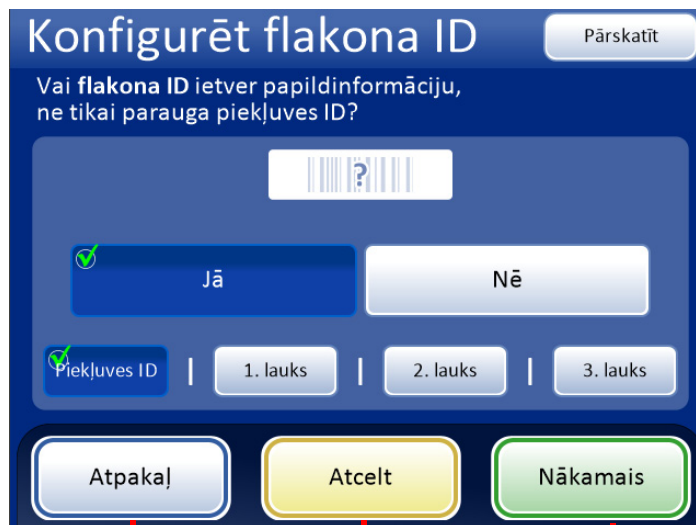 Konfigurēt flakona ID
Pārskatīt
Vai flakona ID ietver papildinformāciju,
ne tikai parauga piekļuves ID?
?
Jā
Nē
Piekļuves ID | 1. lauks | 2. lauks | 3. lauks
Atpakaļ
Atcelt
Nākamais